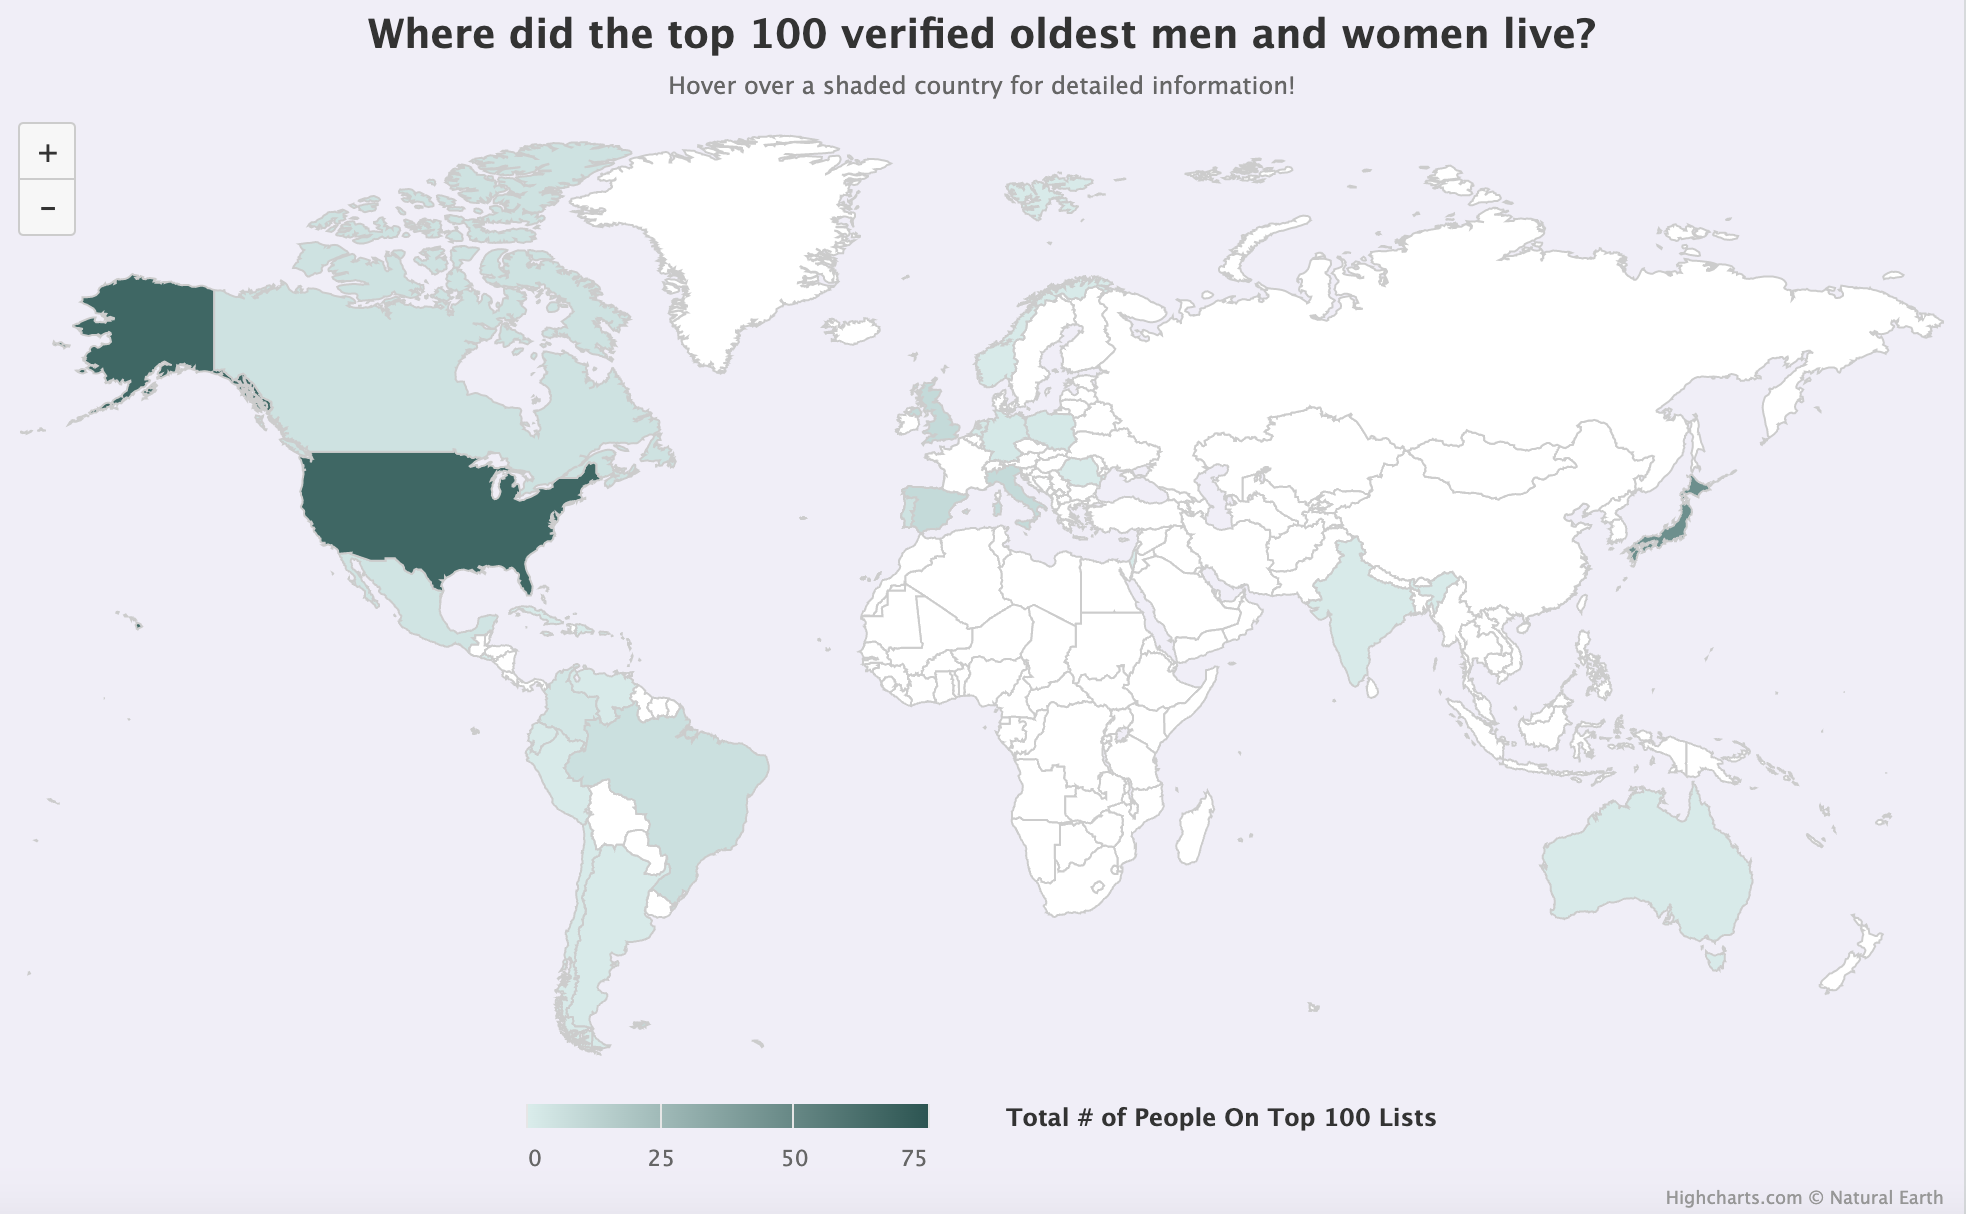 Where did the top 100 verified oldest men and women live?
Hover over a shaded country for detailed information!
+
-
Total # of People On Top 100 Lists
0 25 50 75
Highcharts.com © Natural Earth